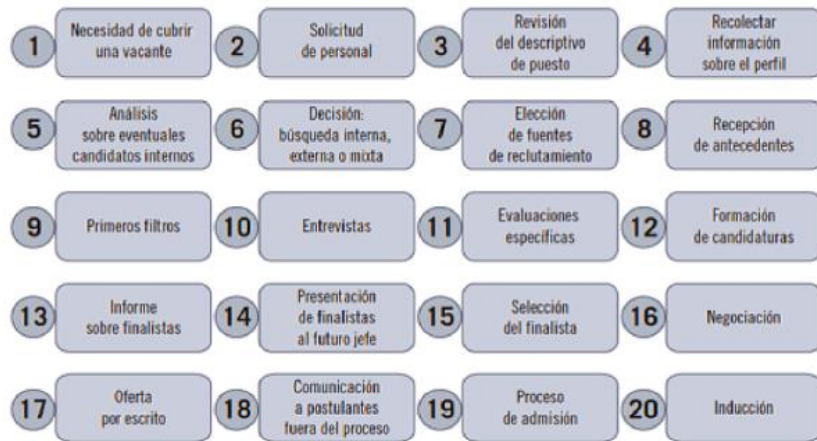 1
Necesidad de cubrir
una vacante
2
Solicitud
de personal
3
Revisión
del descriptivo
de puesto
4
Recolectar
información
sobre el perfil
5
Análisis
sobre eventuales
candidatos internos
6
Decisión:
búsqueda interna,
externa o mixta
7
Elección
de fuentes
de reclutamiento
8
Recepción
de antecedentes
9
Primeros filtros
10
Entrevistas
11
Evaluaciones
específicas
12
Formación
de candidaturas
13
Informe
sobre finalistas
14
Presentación
de finalistas
al futuro jefe
15
Selección
del finalista
16
Negociación
17
Oferta
por escrito
18
Comunicación
a postulantes
fuera del proceso
19
Proceso
de admisión
20
Inducción